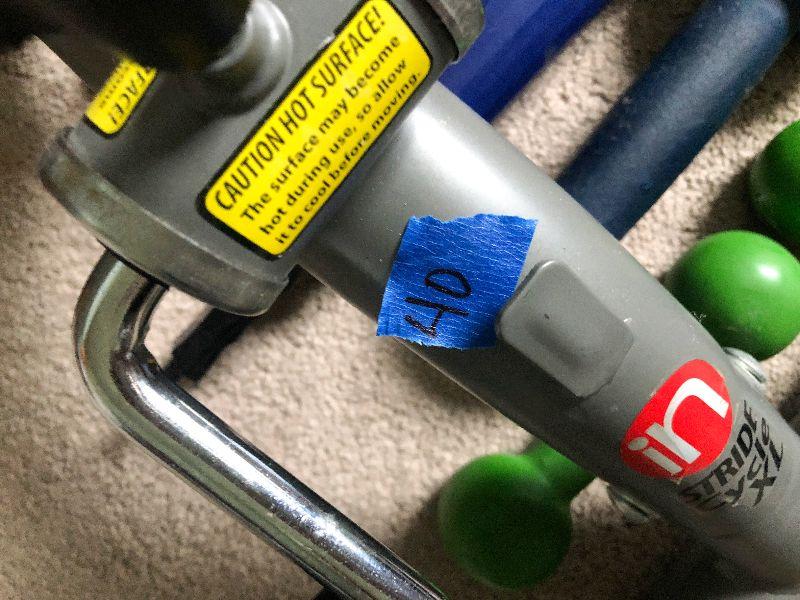 CAUTION HOT SURFACE!
The surface may become
hot during use, so allow
it to cool before moving.
FACE!
40
in
STRIDE
Cycle
XL